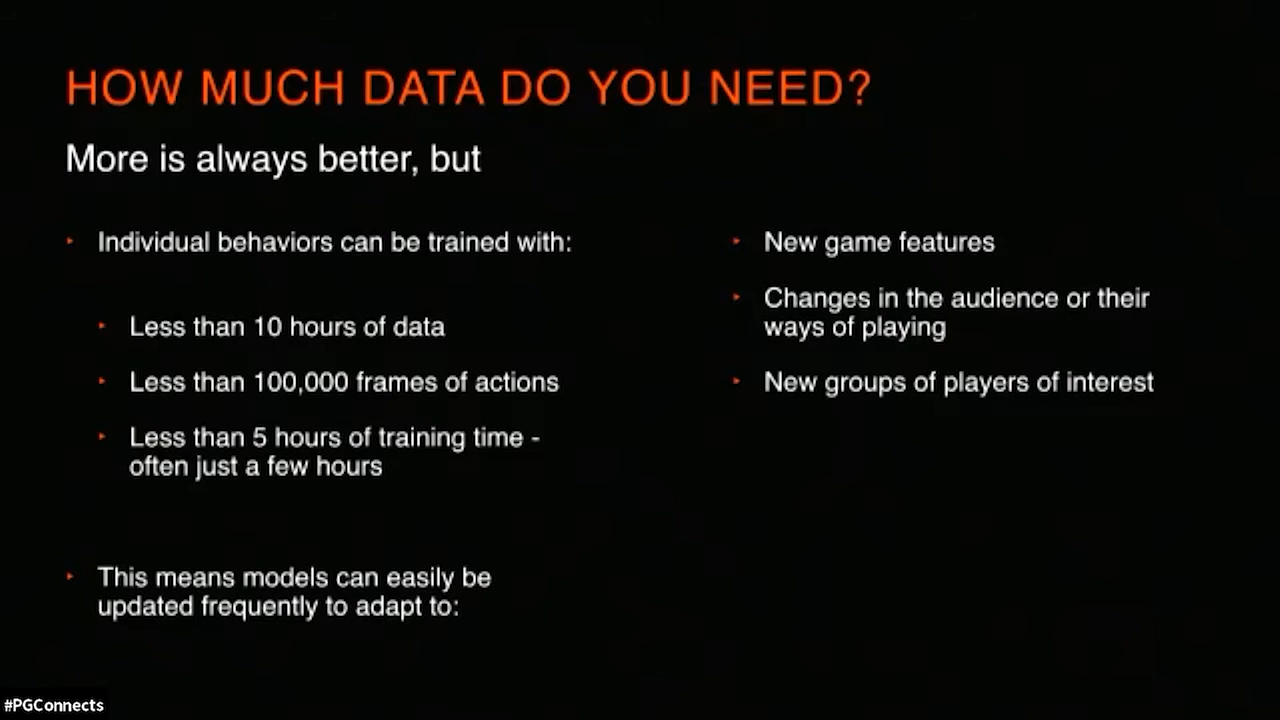 HOW MUCH DATA DO YOU NEED?
More is always better, but
Individual behaviors can be trained with:
Less than 10 hours of data
Less than 100,000 frames of actions
Less than 5 hours of training time -
often just a few hours
This means models can easily be
updated frequently to adapt to:
New game features
Changes in the audience or their
ways of playing
New groups of players of interest
#PGConnects